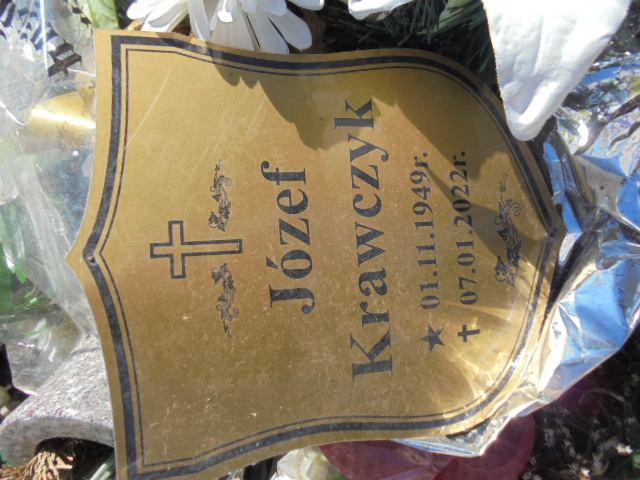 Józef
Krawczyk
★ 01.11.1949r.
✝ 07.01.2022r.